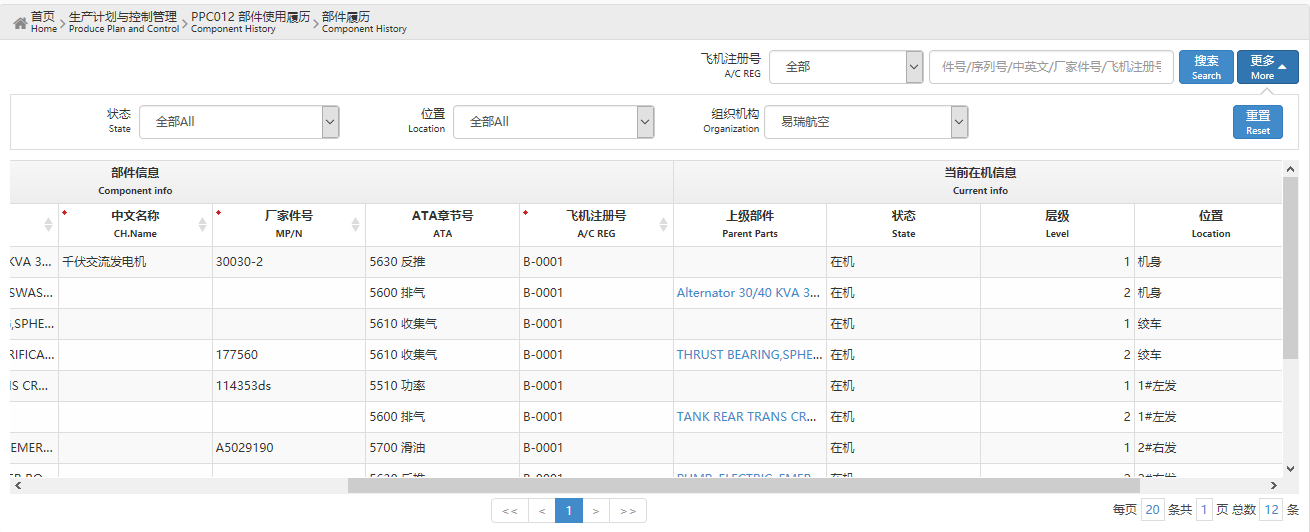 首页 生产计划与控制管理 PPC012 部件使用履历 部件履历
Home Produce Plan and Control Component History Component History
飞机注册号 全部 件号/序列号/中英文/厂家件号/飞机注册号 搜索 更多
A/C REG Search More
状态 全部All 位置 全部All 组织机构 易瑞航空 重置
State Location Organization Reset
部件信息 当前在机信息
Component info Current info
* 中文名称 * 厂家件号 ATA章节号 * 飞机注册号 上级部件 状态 层级 位置
CH.Name MP/N ATA A/C REG Parent Parts State Level Location
KVA 3... 千伏交流发电机 30030-2 5630 反推 B-0001 在机 1 机身
SWAS... 5600 排气 B-0001 Alternator 30/40 KVA 3... 在机 2 机身
,SPHE... 5610 收集气 B-0001 在机 1 绞车
RIFICA... 177560 5610 收集气 B-0001 THRUST BEARING,SPHE... 在机 2 绞车
IS CR... 114353ds 5510 功率 B-0001 在机 1 1#左发
5600 排气 B-0001 TANK REAR TRANS CR... 在机 2 1#左发
EMER... A5029190 5700 滑油 B-0001 在机 1 2#右发
5630 反推 B-0001 PUMP, ELECTRIC, EMER... 在机 2 2#右发
<< < 1 > >> 每页 20 条共 1 页 总数 12 条